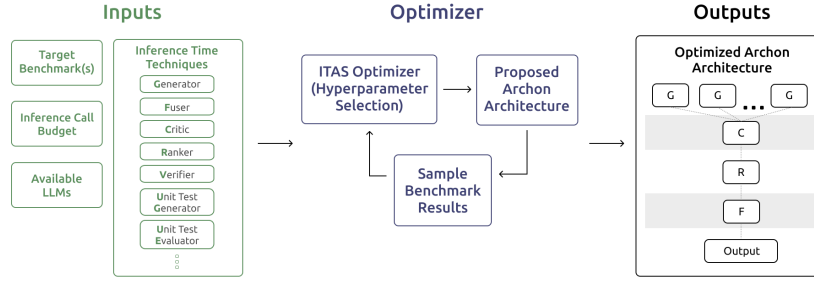 Inputs
Optimizer
Outputs
Target
Benchmark(s)
Inference Call
Budget
Available
LLMs
Inference Time
Techniques
Generator
Fuser
Critic
Ranker
Verifier
Unit Test
Generator
Unit Test
Evaluator
ITAS Optimizer
(Hyperparameter
Selection)
Proposed
Archon
Architecture
Sample
Benchmark
Results
Optimized Archon
Architecture
G G ... G
C
R
F
Output